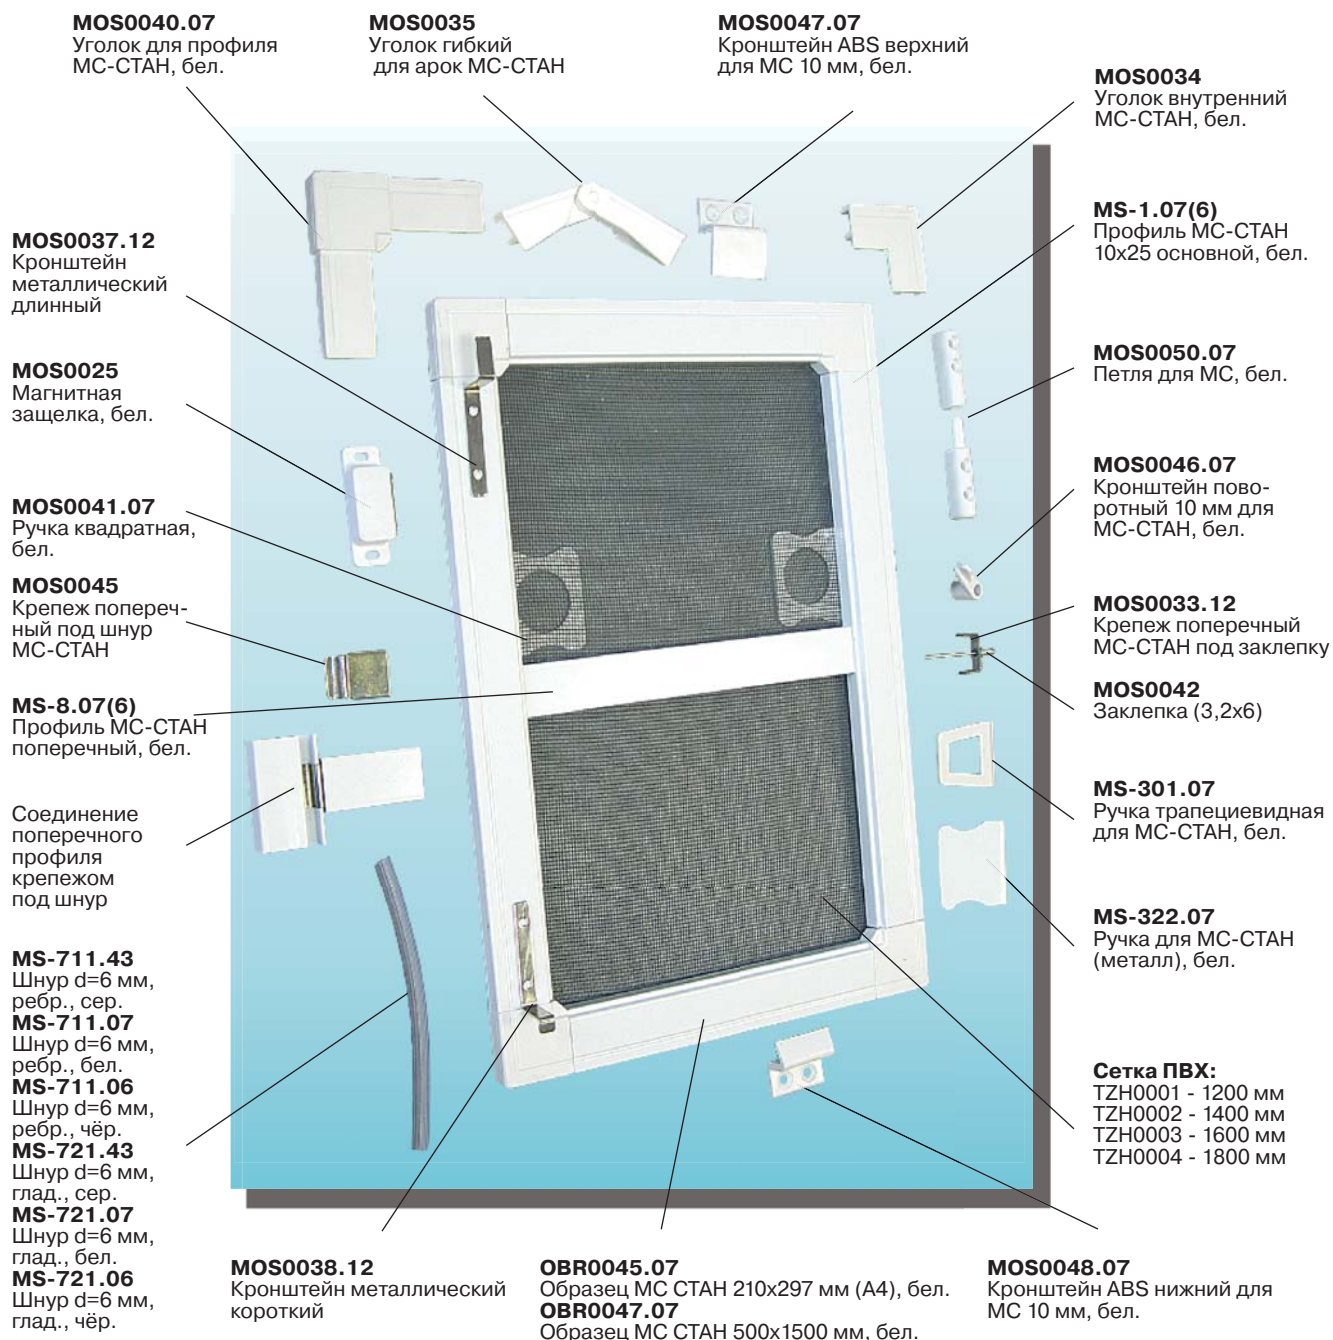 MOS0040.07
Уголок для профиля
МС-СТАН, бел.
MOS0035
Уголок гибкий
для арок МС-СТАН
MOS0047.07
Кронштейн ABS верхний
для МС 10 мм, бел.
MOS0034
Уголок внутренний
МС-СТАН, бел.
MS-1.07(6)
Профиль МС-СТАН
10x25 основной, бел.
MOS0050.07
Петля для МС, бел.
MOS0046.07
Кронштейн пово-
ротный 10 мм для
МС-СТАН, бел.
MOS0033.12
Крепеж поперечный
МС-СТАН под заклепку
MOS0042
Заклепка (3,2x6)
MS-301.07
Ручка трапециевидная
для МС-СТАН, бел.
MS-322.07
Ручка для МС-СТАН
(металл), бел.
Сетка ПВХ:
TZH0001 - 1200 мм
TZH0002 - 1400 мм
TZH0003 - 1600 мм
TZH0004 - 1800 мм
MOS0037.12
Кронштейн
металлический
длинный
MOS0025
Магнитная
защелка, бел.
MOS0041.07
Ручка квадратная,
бел.
MOS0045
Крепеж попереч-
ный под шнур
МС-СТАН
MS-8.07(6)
Профиль МС-СТАН
поперечный, бел.
Соединение
поперечного
профиля
крепежом
под шнур
MS-711.43
Шнур d=6 мм,
ребр., сер.
MS-711.07
Шнур d=6 мм,
ребр., бел.
MS-711.06
Шнур d=6 мм,
ребр., чёр.
MS-721.43
Шнур d=6 мм,
глад., сер.
MS-721.07
Шнур d=6 мм,
глад., бел.
MS-721.06
Шнур d=6 мм,
глад., чёр.
MOS0038.12
Кронштейн металлический
короткий
OBR0045.07
Образец МС СТАН 210x297 мм (А4), бел.
OBR0047.07
Образец МС СТАН 500x1500 мм, бел.
MOS0048.07
Кронштейн ABS нижний для
МС 10 мм, бел.